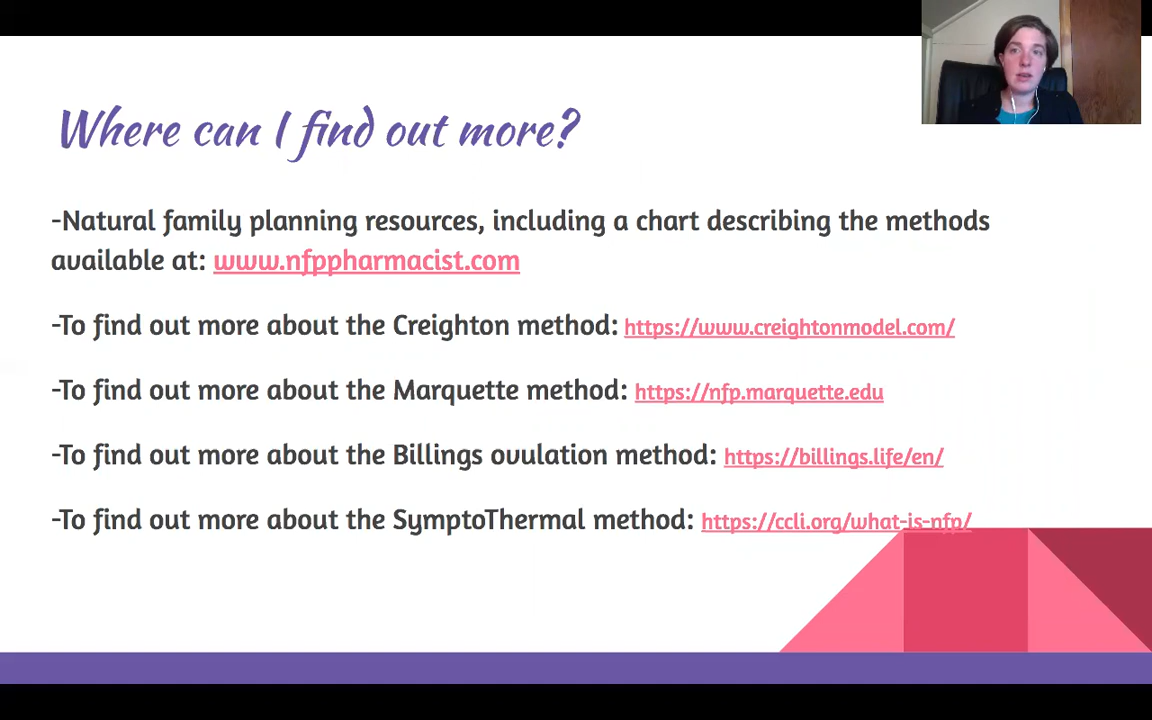 Where can I find out more?
-Natural family planning resources, including a chart describing the methods
available at: www.nfppharmacist.com
-To find out more about the Creighton method: https://www.creightonmodel.com/
-To find out more about the Marquette method: https://nfp.marquette.edu
-To find out more about the Billings ovulation method: https://billings.life/en/
-To find out more about the SymptoThermal method: https://ccli.org/what-is-nfp/